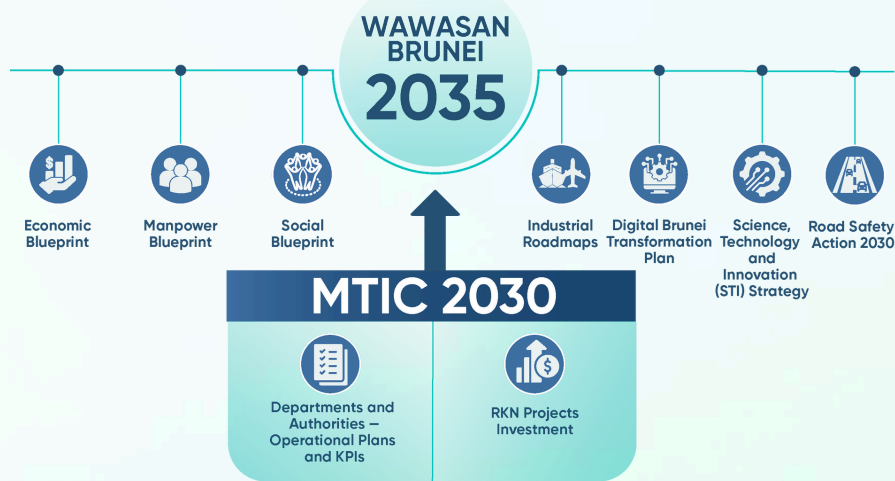 WAWASAN
BRUNEI
2035
Economic
Blueprint
Manpower
Blueprint
Social
Blueprint
Industrial
Roadmaps
Digital Brunei
Transformation
Plan
Science,
Technology
and
Innovation
(STI) Strategy
Road Safety
Action 2030
MTIC 2030
Departments and
Authorities –
Operational Plans
and KPIs
RKN Projects
Investment